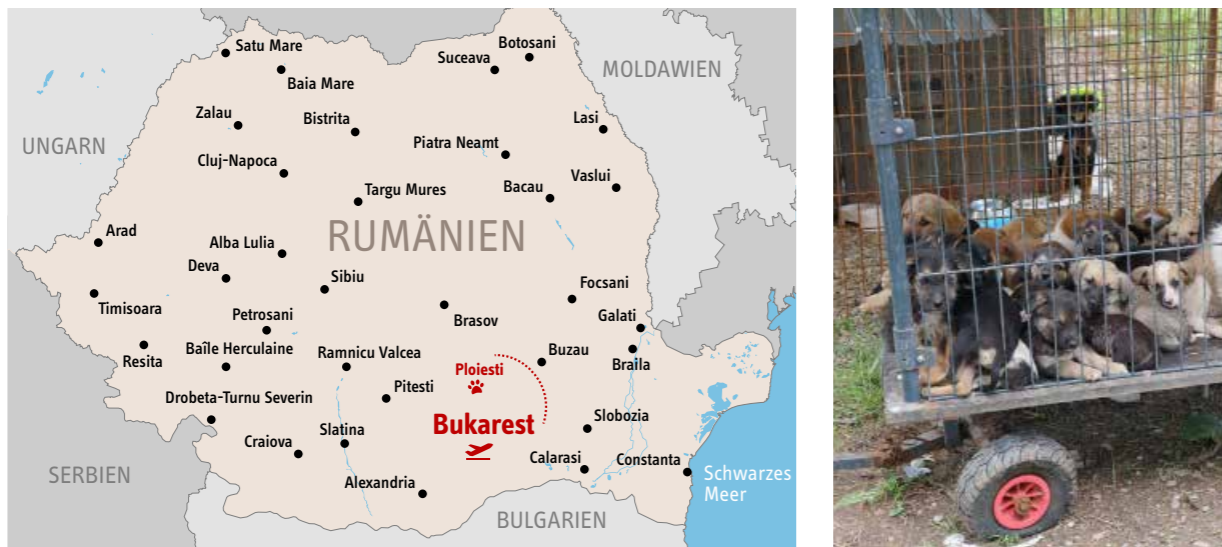 Satu Mare
Botosani
Suceava
MOLDAWIEN
Baia Mare
Zalau
Bistrita
Lasi
UNGARN
Piatra Neamt
Cluj-Napoca
Targu Mures
Bacau
Vaslui
RUMÄNIEN
Arad
Alba Lulia
Deva
Sibiu
Focsani
Timisoara
Petrosani
Brasov
Galati
Resita
Baîle Herculaine
Ramnicu Valcea
Ploiesti
Buzau
Braila
Pitesti
Drobeta-Turnu Severin
Bukarest
Slobozia
Craiova
Slatina
Calarasi
Constanta
SERBIEN
Schwarzes
Meer
Alexandria
BULGARIEN